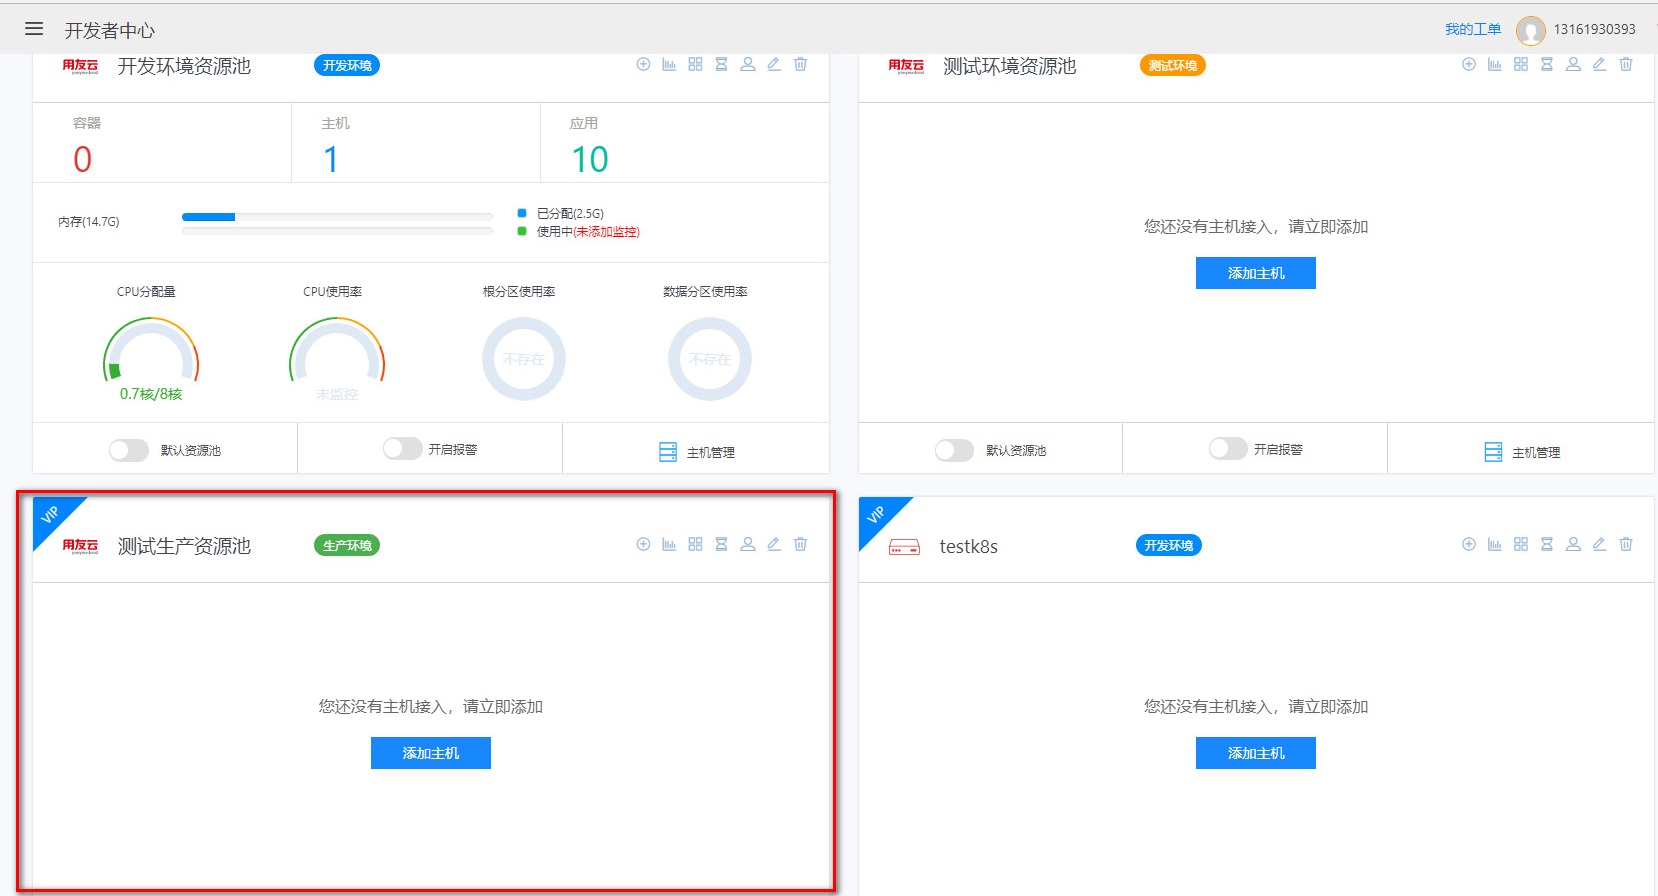 开发者中心
我的工单
13161930393
用友云
开发环境资源池
开发环境
容器
0
主机
1
应用
10
内存(14.7G)
已分配(2.5G)
使用中(未添加监控)
CPU分配量
CPU使用率
根分区使用率
数据分区使用率
0.7核/8核
未监控
不存在
不存在
默认资源池
开启报警
主机管理
用友云
测试环境资源池
测试环境
您还没有主机接入，请立即添加
添加主机
默认资源池
开启报警
主机管理
VIP
用友云
测试生产资源池
生产环境
您还没有主机接入，请立即添加
添加主机
VIP
testk8s
开发环境
您还没有主机接入，请立即添加
添加主机